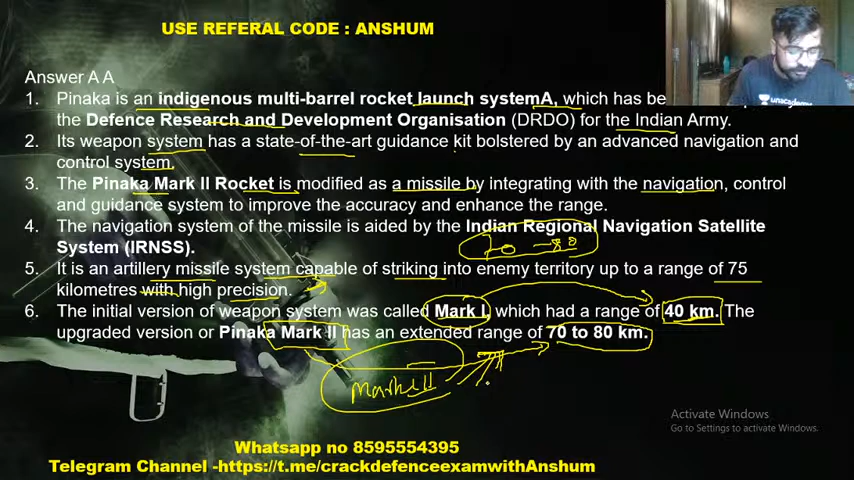 USE REFERAL CODE : ANSHUM
Answer A A
1. Pinaka is an indigenous multi-barrel rocket launch systemA, which has be
the Defence Research and Development Organisation (DRDO) for the Indian Army.
2. Its weapon system has a state-of-the-art guidance kit bolstered by an advanced navigation and
control system.
3. The Pinaka Mark II Rocket is modified as a missile by integrating with the navigation, control
and guidance system to improve the accuracy and enhance the range.
4. The navigation system of the missile is aided by the Indian Regional Navigation Satellite
System (IRNSS).
70 - 80
5. It is an artillery missile system capable of striking into enemy territory up to a range of 75
kilometres with high precision.
6. The initial version of weapon system was called Mark I, which had a range of 40 km. The
upgraded version or Pinaka Mark II has an extended range of 70 to 80 km.
Mark II
unacademy
Activate Windows
Go to Settings to activate Windows.
Whatsapp no 8595554395
Telegram Channel -https://t.me/crackdefenceexamwithAnshum